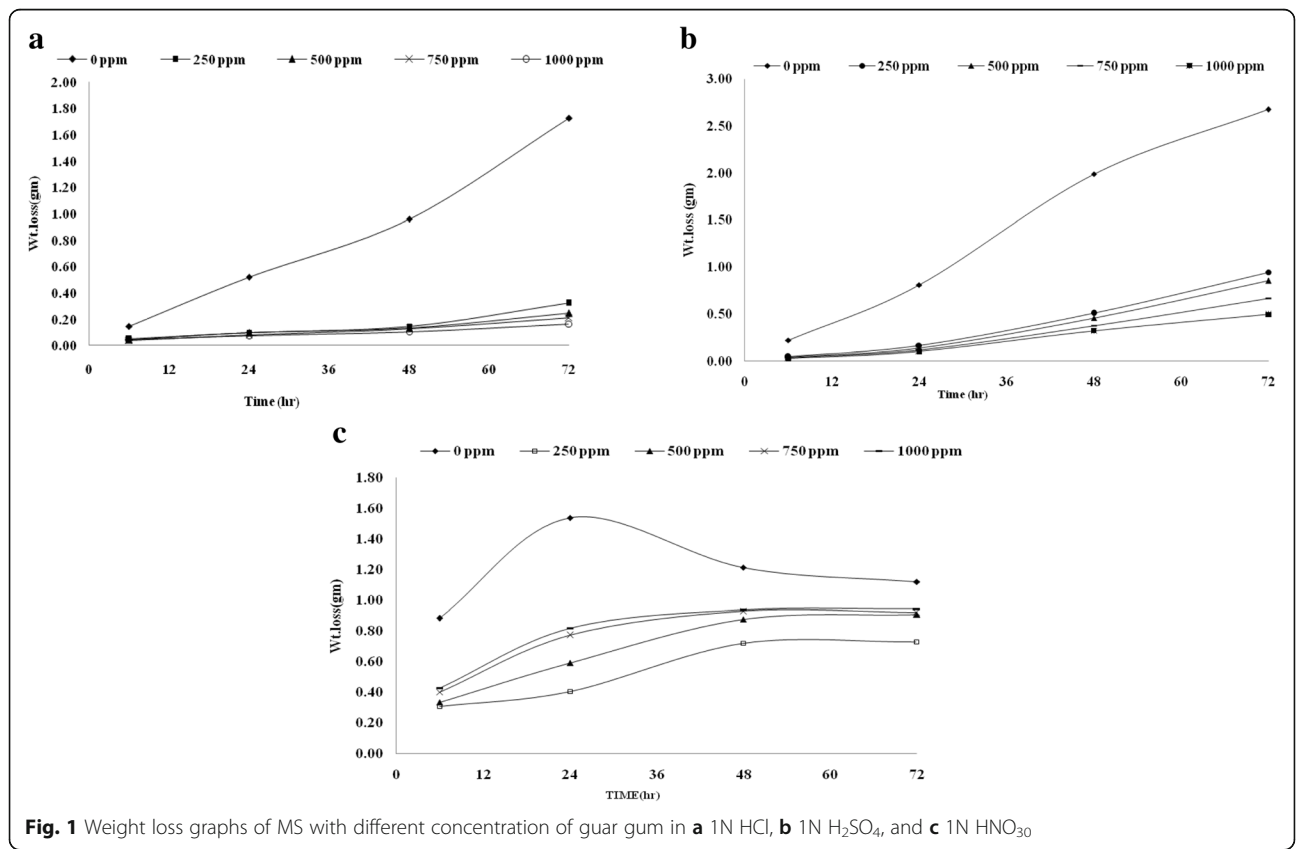 a
0 ppm 250 ppm 500 ppm 750 ppm 1000 ppm
2.00
1.80
1.60
1.40
1.20
1.00
0.80
0.60
0.40
0.20
0.00
Wt.loss(gm)
0 12 24 36 48 60 72
Time (hr)
b
0 ppm 250 ppm 500 ppm 750 ppm 1000 ppm
3.00
2.50
2.00
1.50
1.00
0.50
0.00
Wt.loss (gm)
0 12 24 36 48 60 72
Time (hr)
c
0 ppm 250 ppm 500 ppm 750 ppm 1000 ppm
1.80
1.60
1.40
1.20
1.00
0.80
0.60
0.40
0.20
0.00
Wt.loss(gm)
0 12 24 36 48 60 72
TIME(hr)
Fig. 1 Weight loss graphs of MS with different concentration of guar gum in a 1N HCl, b 1N H₂SO₄, and c 1N HNO₃₀